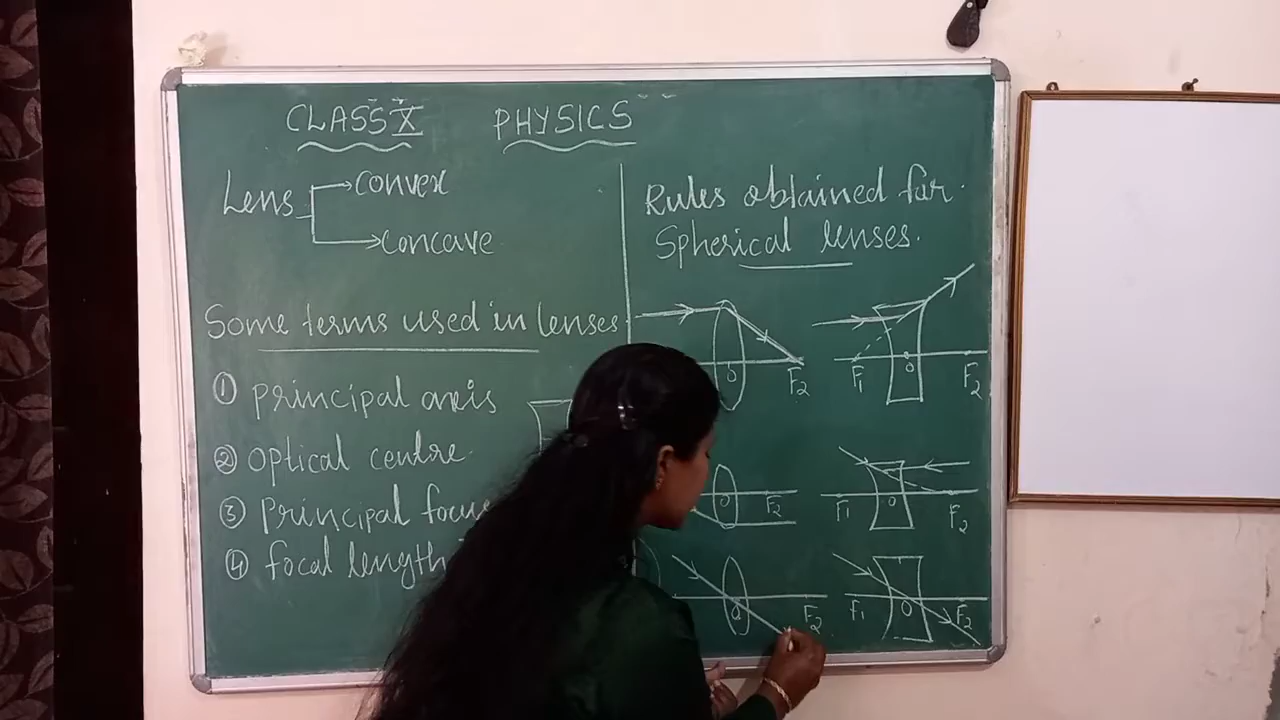 CLASS X PHYSICS
Lens
Convex
Concave
Some terms used in lenses
① principal axis
② optical centre
③ principal focus
④ focal length
Rules obtained for
Spherical lenses.
O F2
F1 O F2
O F2
F1 O F2
O F2
F1 O F2